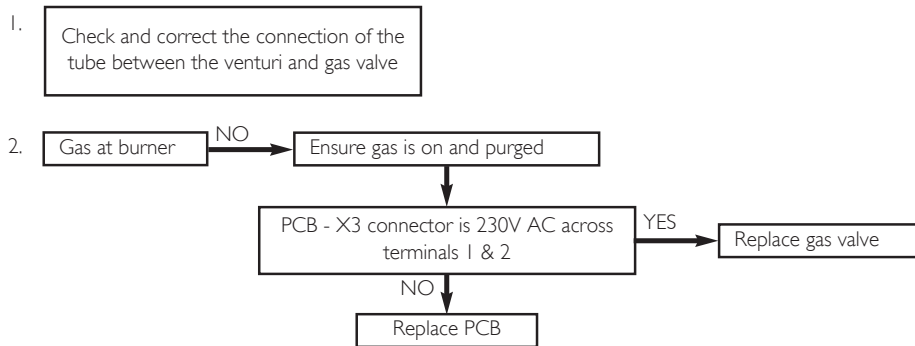 1.
Check and correct the connection of the
tube between the venturi and gas valve
2.
Gas at burner
NO
Ensure gas is on and purged
PCB - X3 connector is 230V AC across
terminals 1 & 2
YES
Replace gas valve
NO
Replace PCB